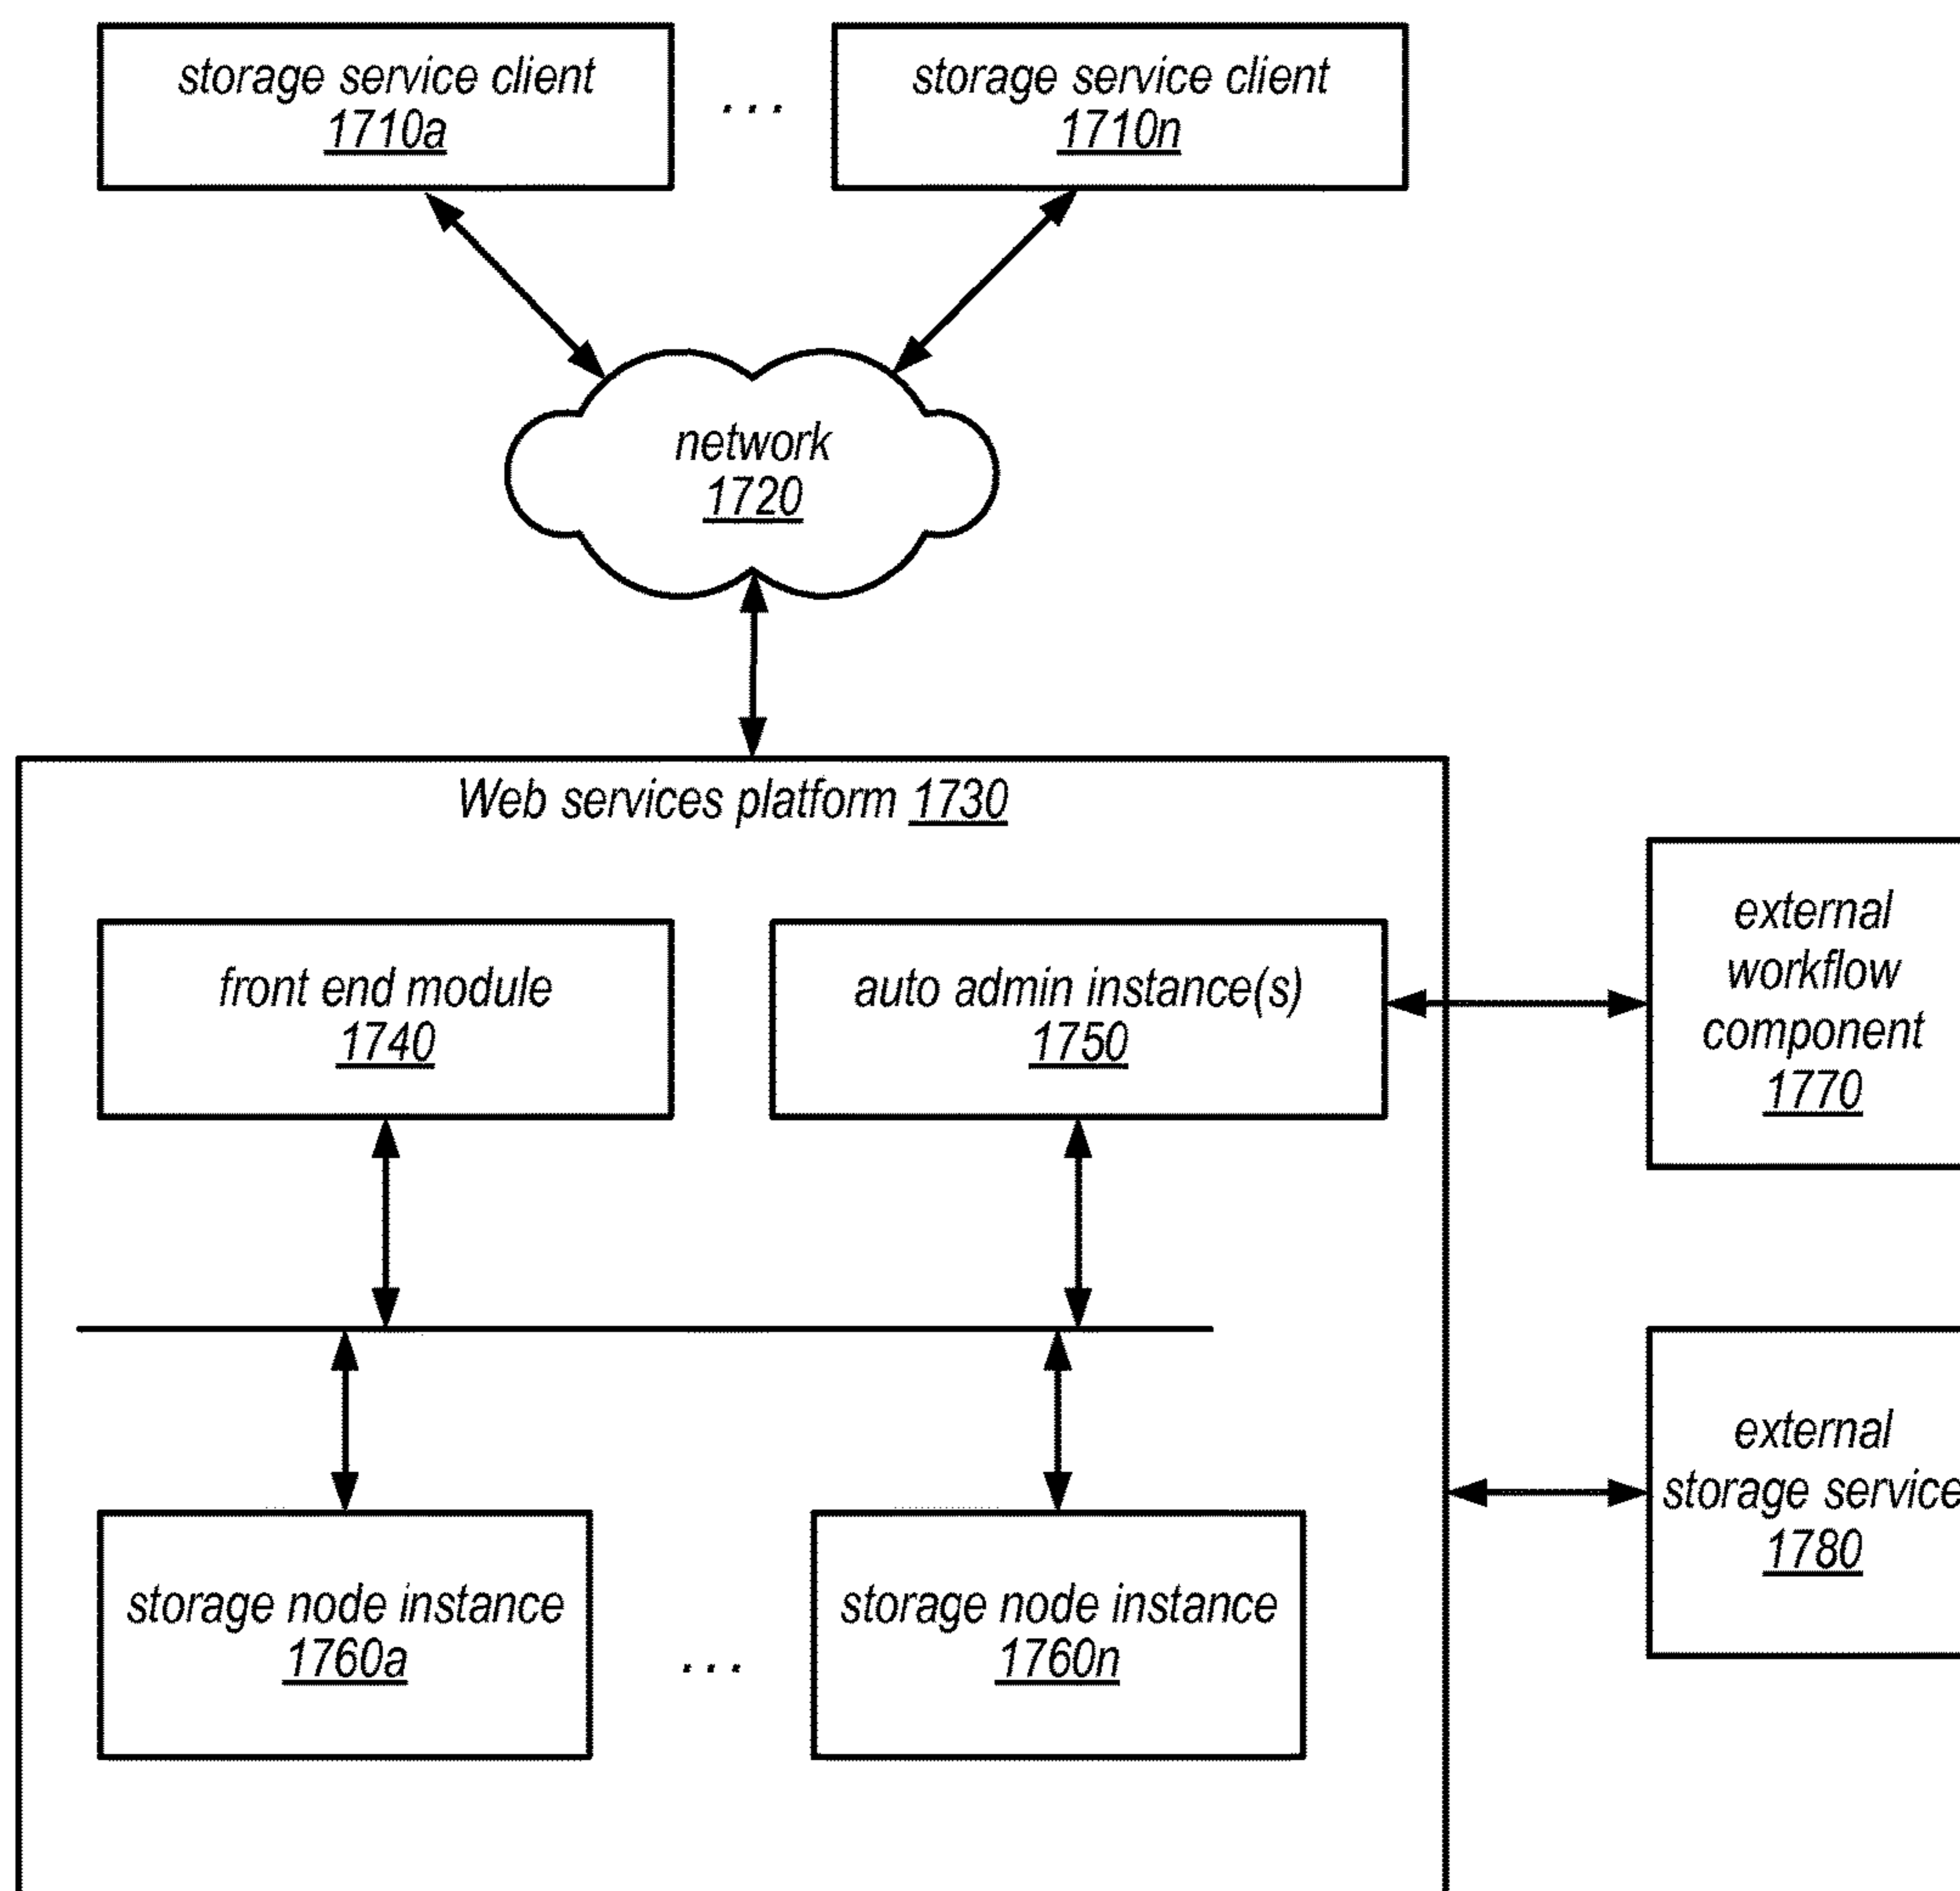 storage service client
1710a
...
storage service client
1710n
network
1720
Web services platform 1730
front end module
1740
auto admin instance(s)
1750
external
workflow
component
1770
external
storage service
1780
storage node instance
1760a
...
storage node instance
1760n